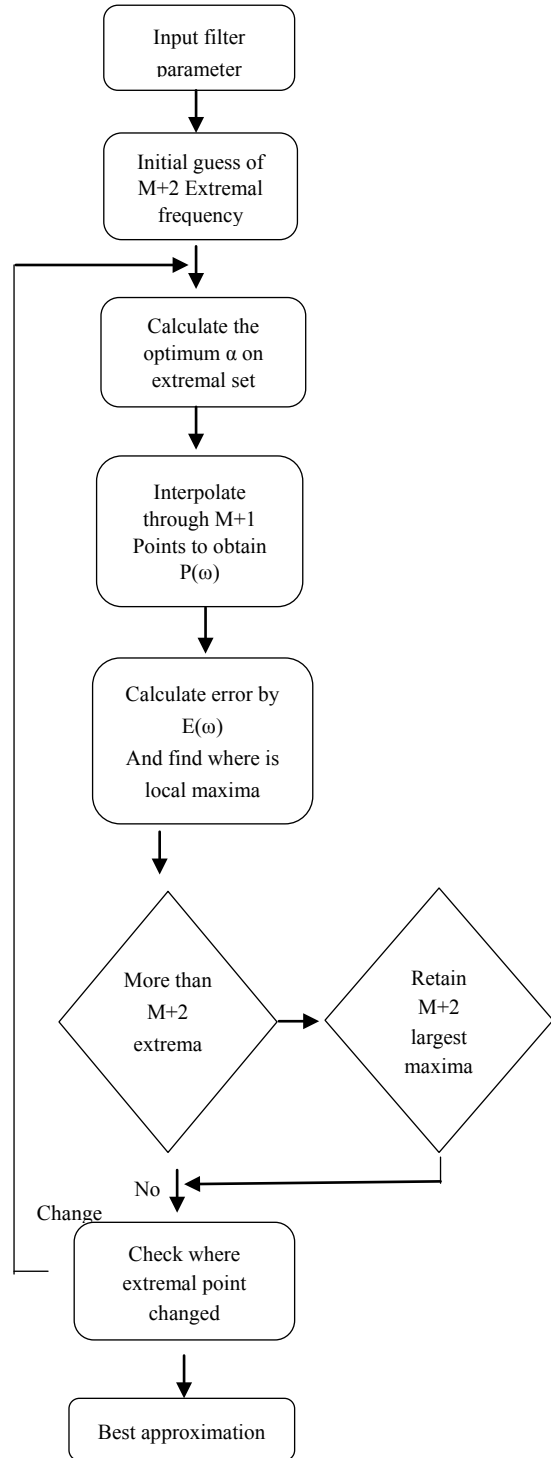 Input filter
parameter
Initial guess of
M+2 Extremal
frequency
Calculate the
optimum α on
extremal set
Interpolate
through M+1
Points to obtain
P(ω)
Calculate error by
E(ω)
And find where is
local maxima
More than
M+2
extrema
Retain
M+2
largest
maxima
No
Change
Check where
extremal point
changed
Best approximation